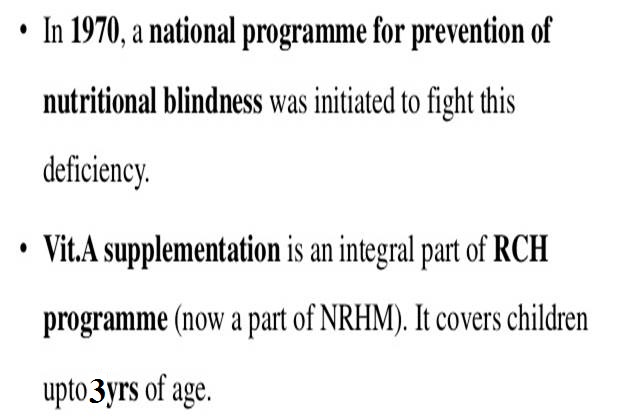 • In 1970, a national programme for prevention of
nutritional blindness was initiated to fight this
deficiency.
• Vit.A supplementation is an integral part of RCH
programme (now a part of NRHM). It covers children
upto 3yrs of age.